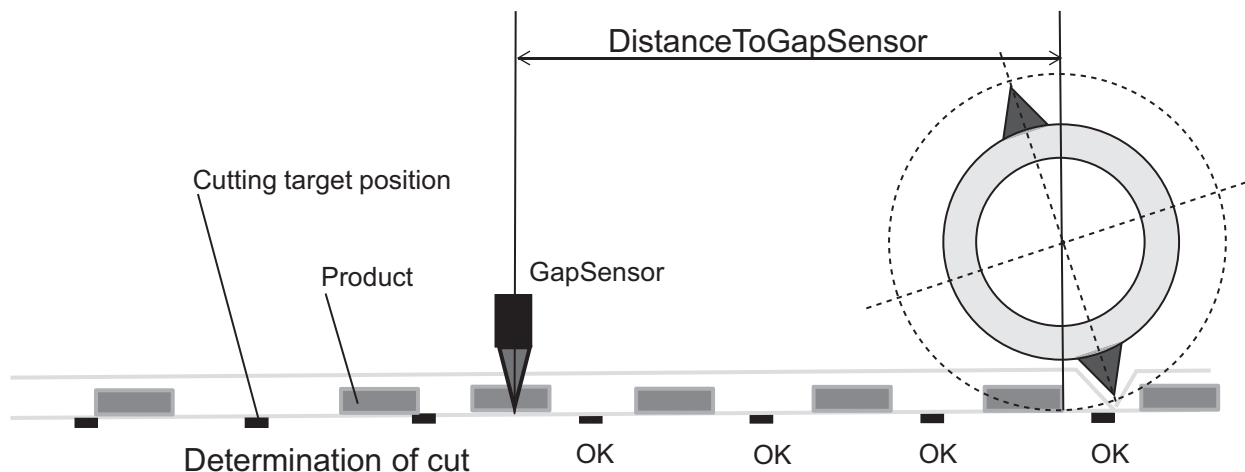 DistanceToGapSensor
Cutting target position
Product
GapSensor
Determination of cut
OK
OK
OK
OK